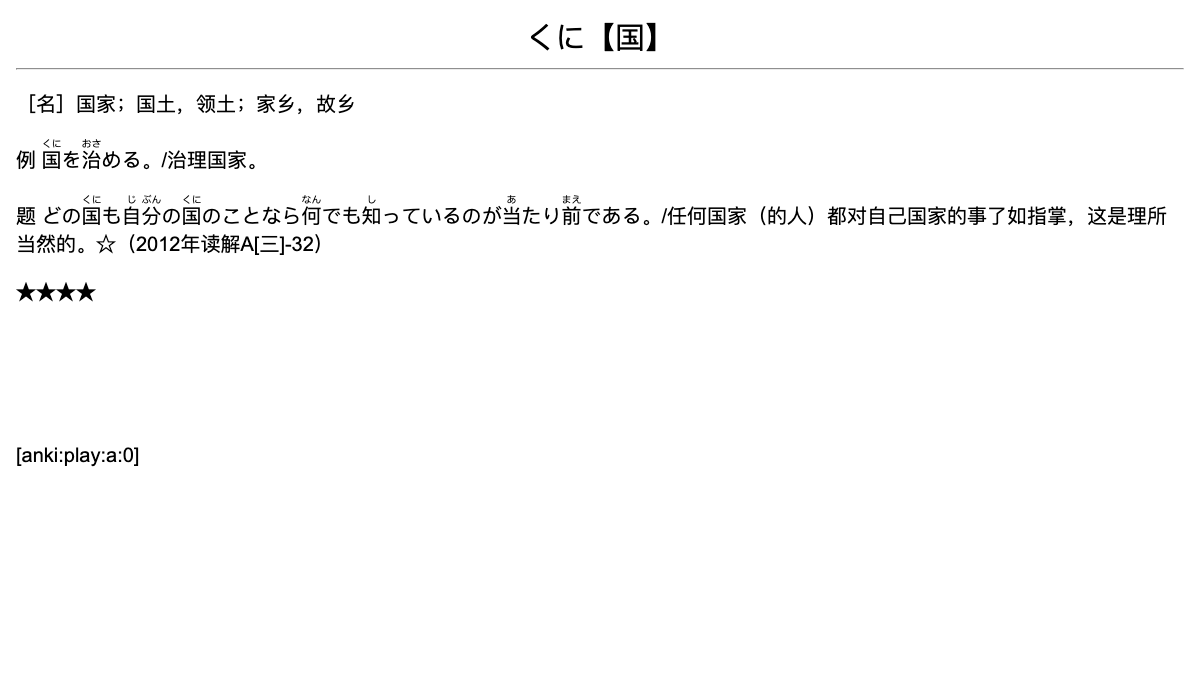 くに【国】
［名］国家；国土，领土；家乡，故乡
くに おさ
例 国を治める。/治理国家。
くに じ ぶん くに なん し あ まえ
题 どの国も自分の国のことなら何でも知っているのが当たり前である。/任何国家（的人）都对自己国家的事了如指掌，这是理所
当然的。☆（2012年读解A[三]-32）
★★★★
[anki:play:a:0]